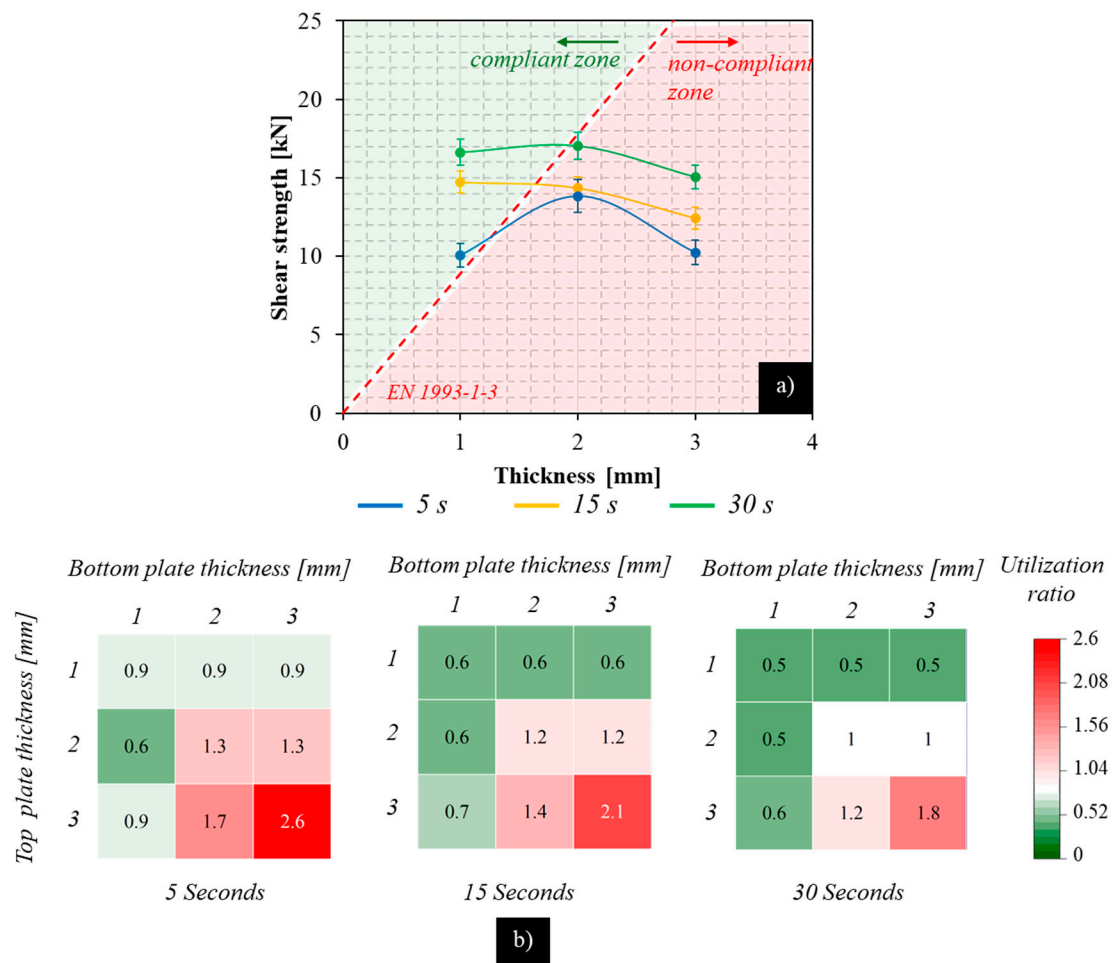 25
20
15
10
5
0
Shear strength [kN]
compliant zone
non-compliant
zone
EN 1993-1-3
a)
0 1 2 3 4
Thickness [mm]
5 s 15 s 30 s
Bottom plate thickness [mm]
1 2 3
Top plate thickness [mm]
1 0.9 0.9 0.9
2 0.6 1.3 1.3
3 0.9 1.7 2.6
5 Seconds
Bottom plate thickness [mm]
1 2 3
1 0.6 0.6 0.6
2 0.6 1.2 1.2
3 0.7 1.4 2.1
15 Seconds
Bottom plate thickness [mm]
1 2 3
1 0.5 0.5 0.5
2 0.5 1 1
3 0.6 1.2 1.8
30 Seconds
Utilization
ratio
2.6
2.08
1.56
1.04
0.52
0
b)